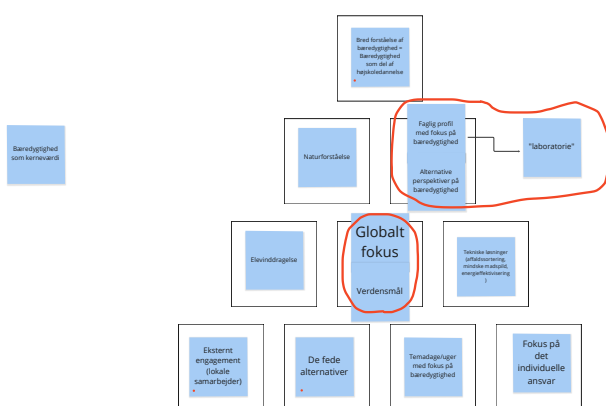 Bred forståelse af
bæredygtighed =
Bæredygtighed
som del af
højskoledannelse
Bæredygtighed
som kerneværdi
Naturforståelse
Faglig profil
med fokus på
bæredygtighed
Alternative
perspektiver på
bæredygtighed
"laboratorie"
Elevinddragelse
Globalt
fokus
Verdensmål
Tekniske løsninger
(affaldssortering,
mindske madspild,
energieffektivisering
)
Eksternt
engagement
(lokale
samarbejder)
De fede
alternativer
Temadage/uger
med fokus på
bæredygtighed
Fokus på
det
individuelle
ansvar